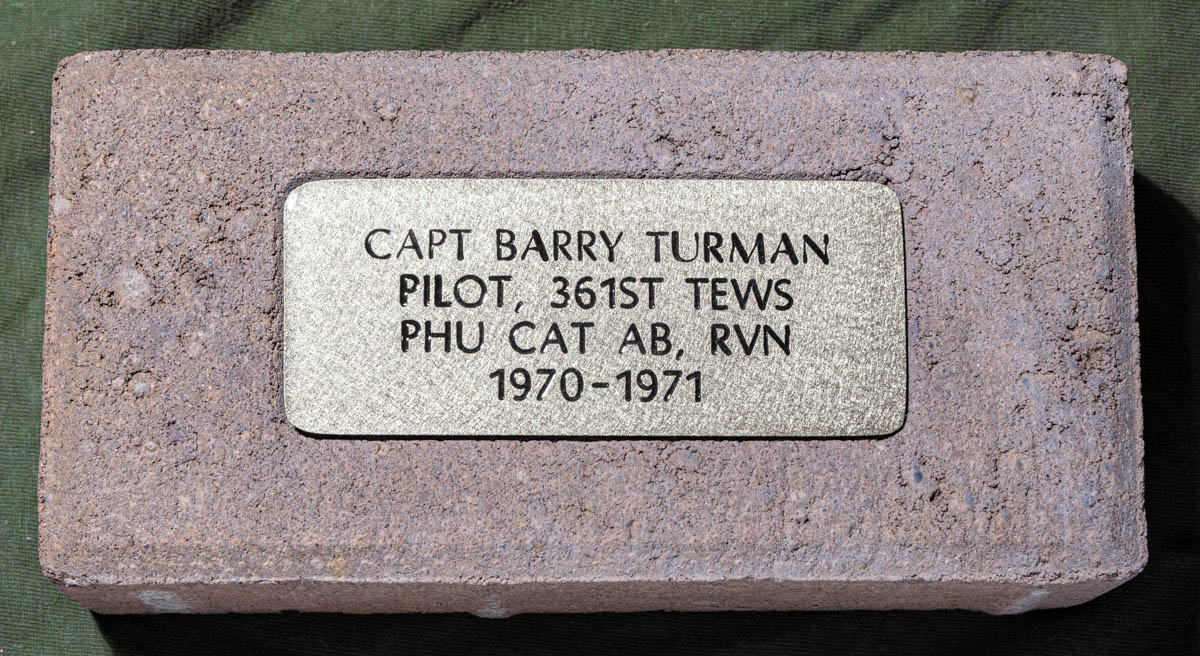 CAPT BARRY TURMAN
PILOT, 361ST TEWS
PHU CAT AB, RVN
1970-1971